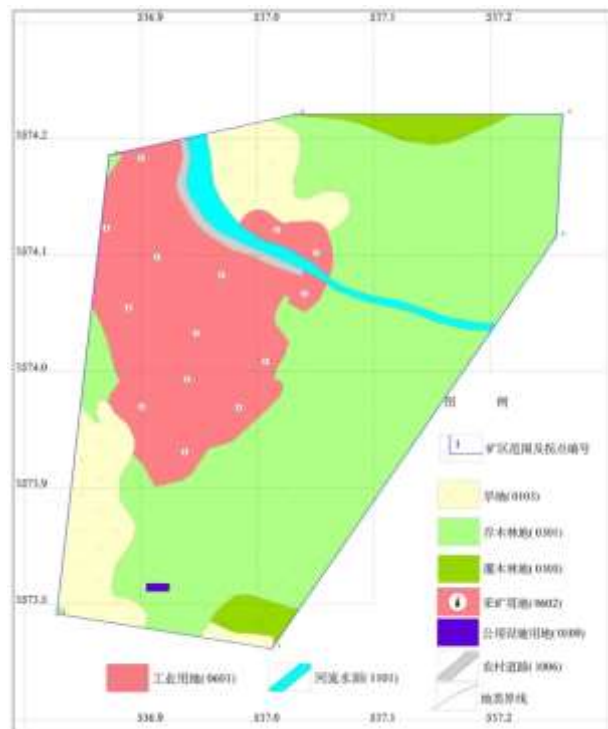 336.9 337.0 337.1 337.2
3374.2
3374.1
3374.0
3373.9
3373.8
图 例
矿区范围及拐点编号
旱地(0103)
乔木林地(0301)
灌木林地(0305)
采矿用地(0602)
公用设施用地(0809)
农村道路(1006)
工业用地(0601) 河流水面(1101)
地类界线
336.9 337.0 337.1 337.2